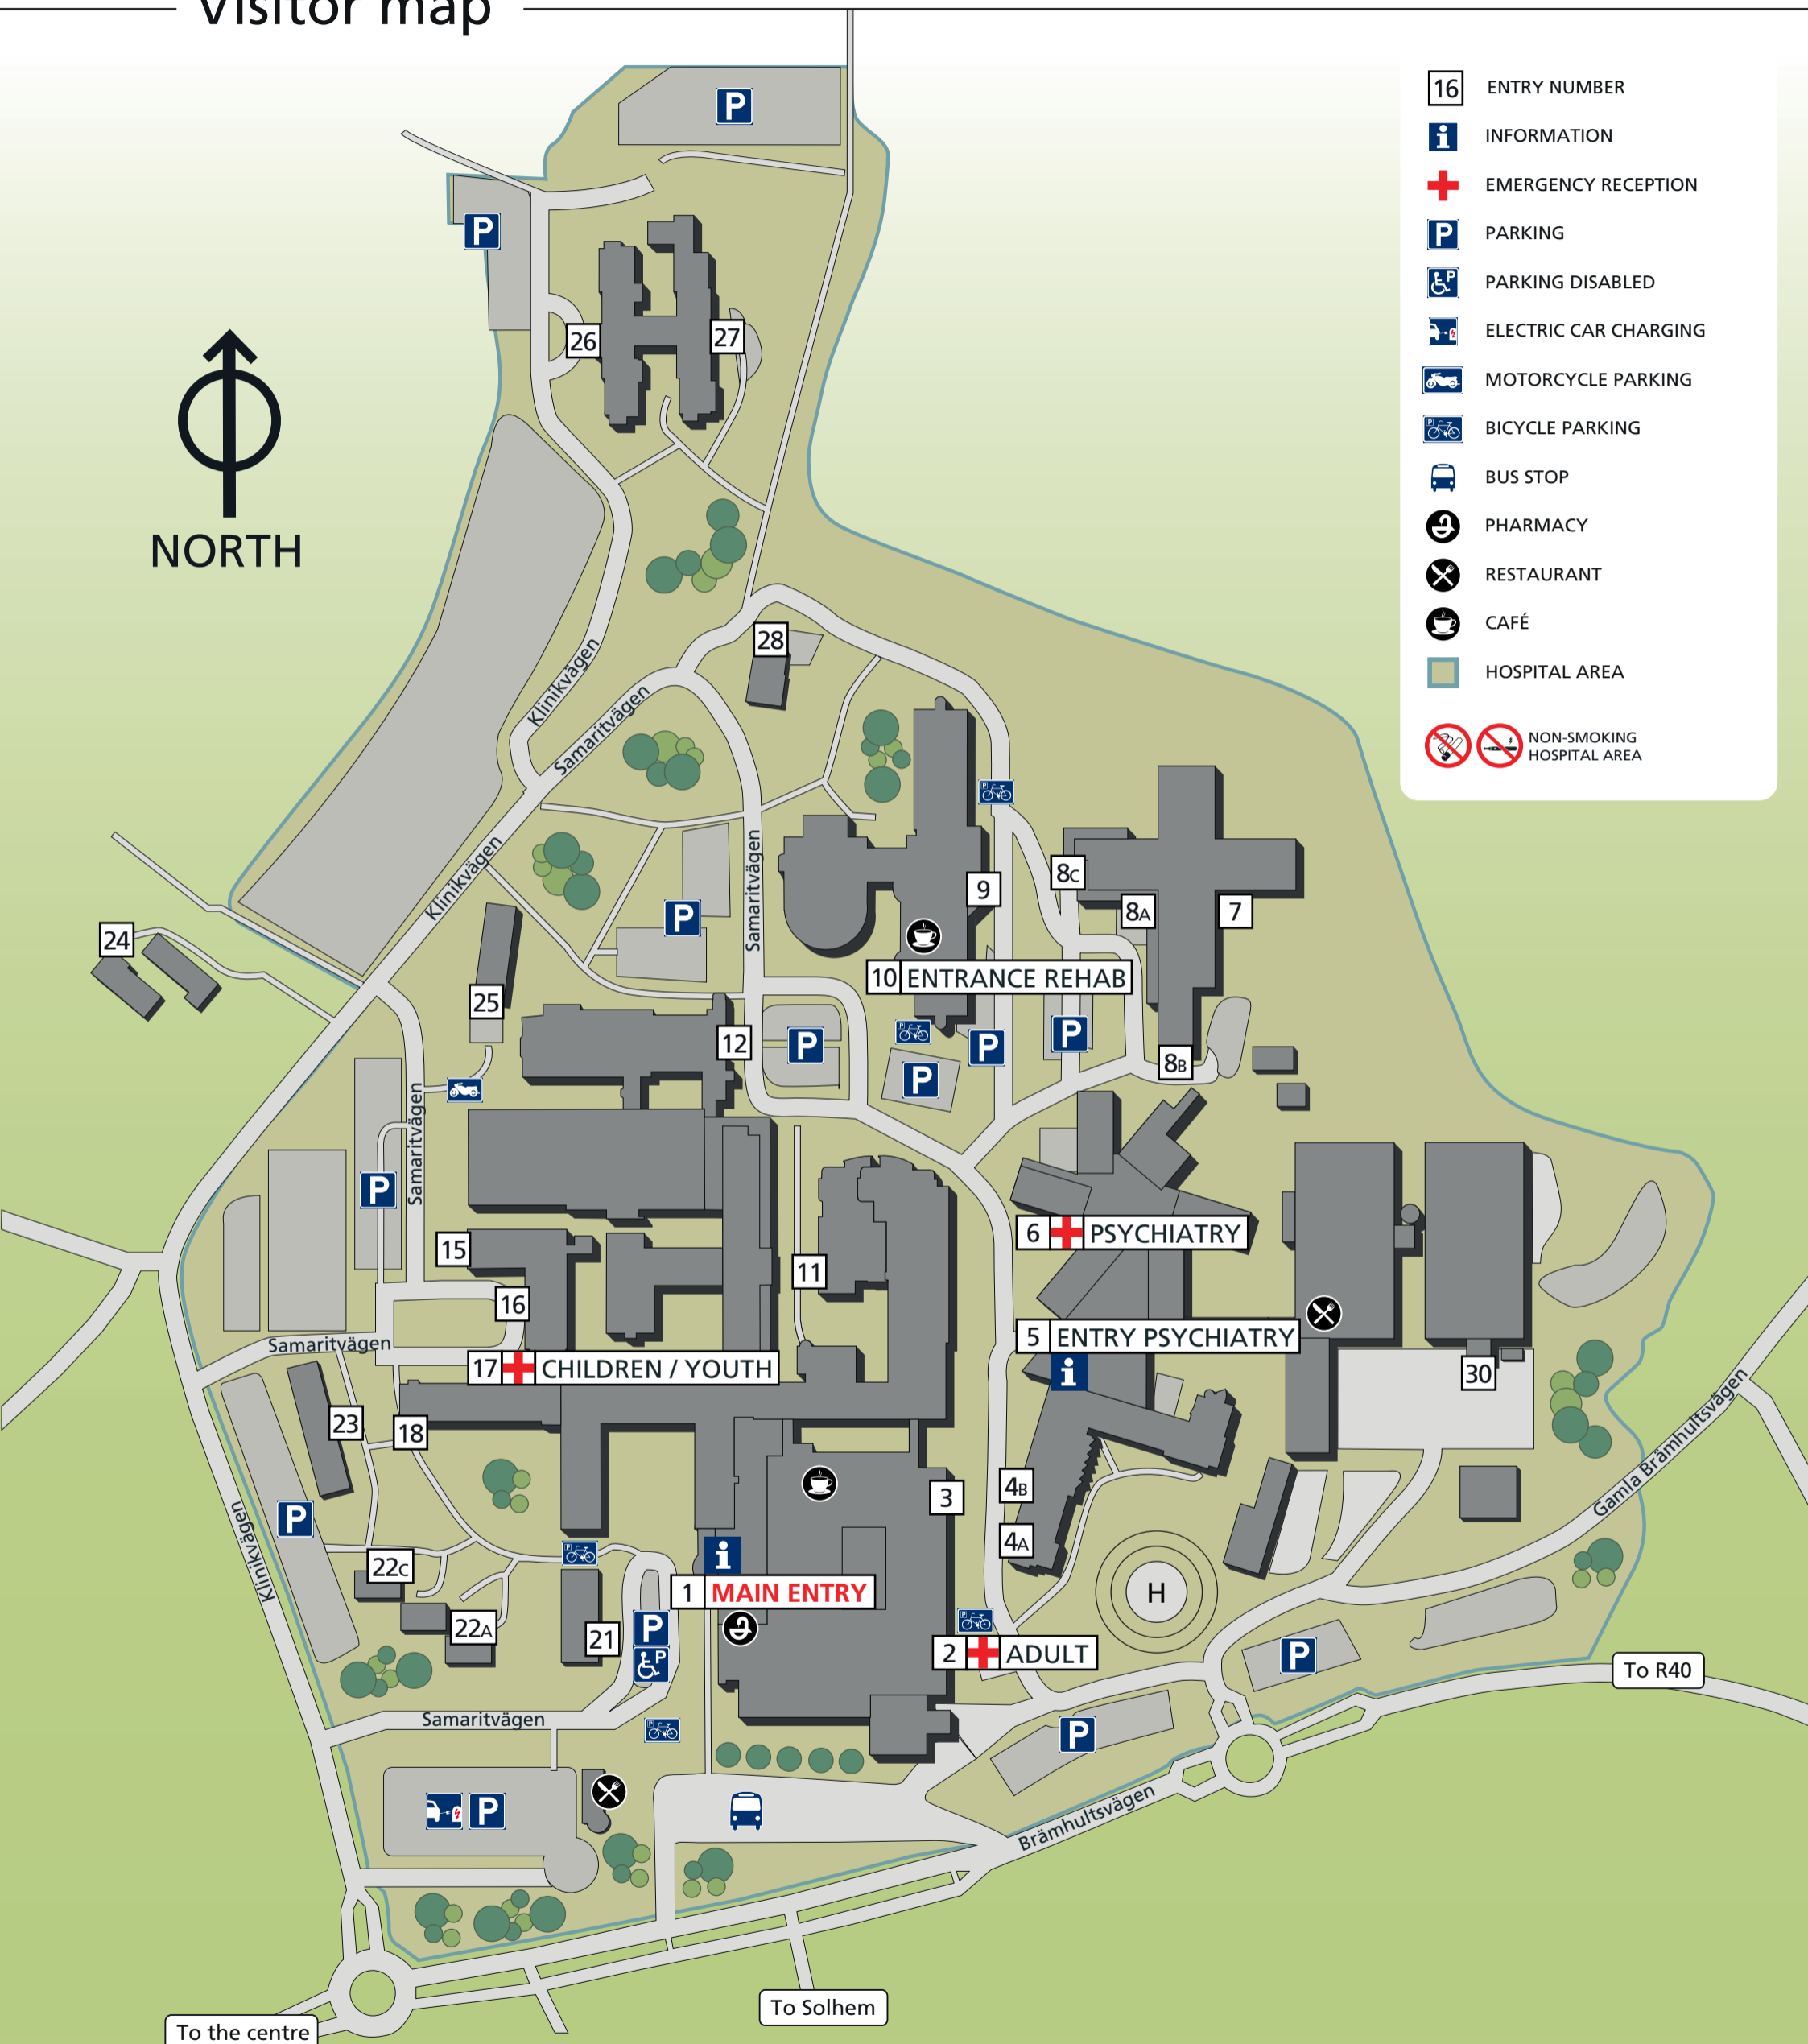 Visitor map
16 ENTRY NUMBER
i INFORMATION
EMERGENCY RECEPTION
P PARKING
P PARKING DISABLED
ELECTRIC CAR CHARGING
MOTORCYCLE PARKING
P BICYCLE PARKING
BUS STOP
PHARMACY
RESTAURANT
CAFÉ
HOSPITAL AREA
NON-SMOKING
HOSPITAL AREA
NORTH
P
P
26
27
28
Klinikvägen
Samaritvägen
P
Klinikvägen
Samaritvägen
9
8C
8A
7
P
24
10 ENTRANCE REHAB
25
12
P
P
P
P
P
8B
Samaritvägen
P
15
11
6 PSYCHIATRY
16
5 ENTRY PSYCHIATRY
Samaritvägen
17 CHILDREN / YOUTH
i
30
23
18
Gamla Brämhultsvägen
4B
3
P
4A
Klinikvägen
22C
P
i
1 MAIN ENTRY
H
22A
21
P
P
P
2 ADULT
P
To R40
Samaritvägen
P
P
P
Brämhultsvägen
To Solhem
To the centre